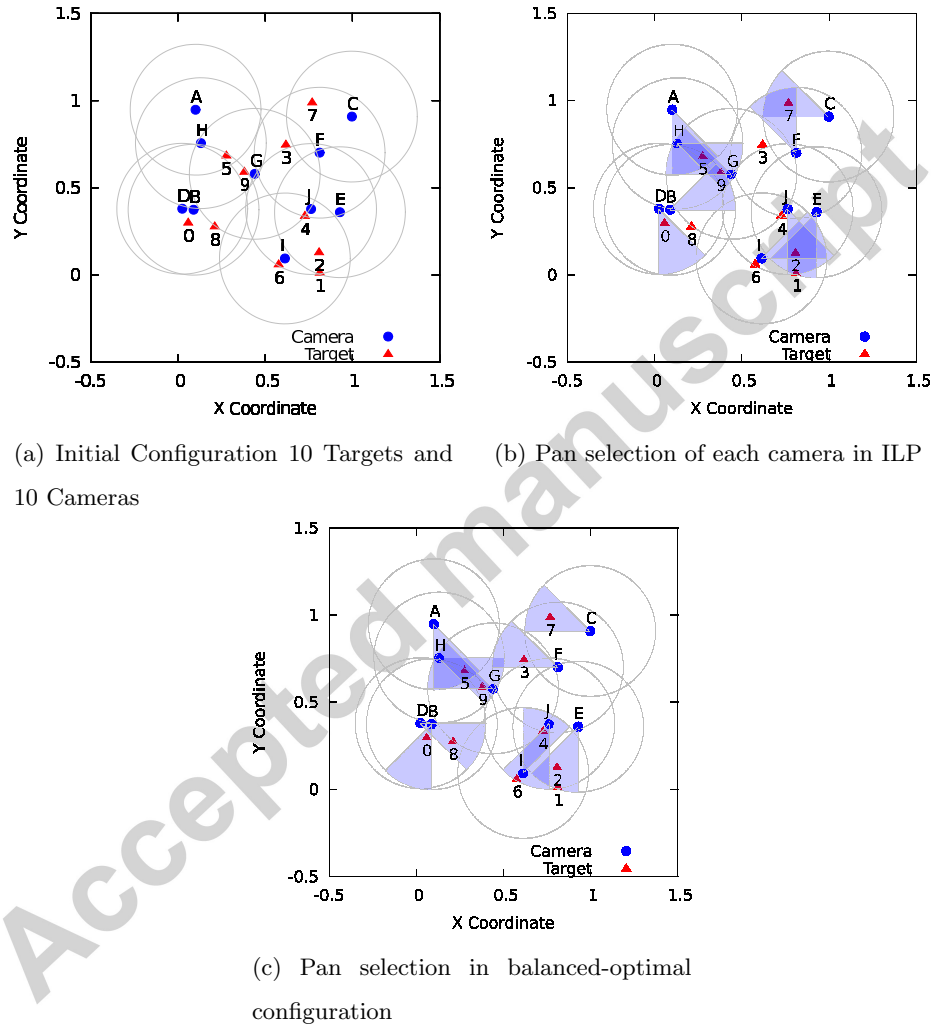 1.5
1
0.5
0
-0.5
-0.5 0 0.5 1 1.5
Y Coordinate
X Coordinate
A
H
C
7
F
3
5
G
9
D B
J
E
0
8
4
I
2
6
1
Camera
Target
(a) Initial Configuration 10 Targets and
10 Cameras
1.5
1
0.5
0
-0.5
-0.5 0 0.5 1 1.5
Y Coordinate
X Coordinate
A
H
C
7
F
3
5
G
9
D B
J
E
0
8
4
I
2
6
1
Camera
Target
(b) Pan selection of each camera in ILP
1.5
1
0.5
0
-0.5
-0.5 0 0.5 1 1.5
Y Coordinate
X Coordinate
A
H
C
7
F
3
5
G
9
D B
J
E
0
8
4
I
2
6
1
Camera
Target
(c) Pan selection in balanced-optimal
configuration
Accepted manuscript